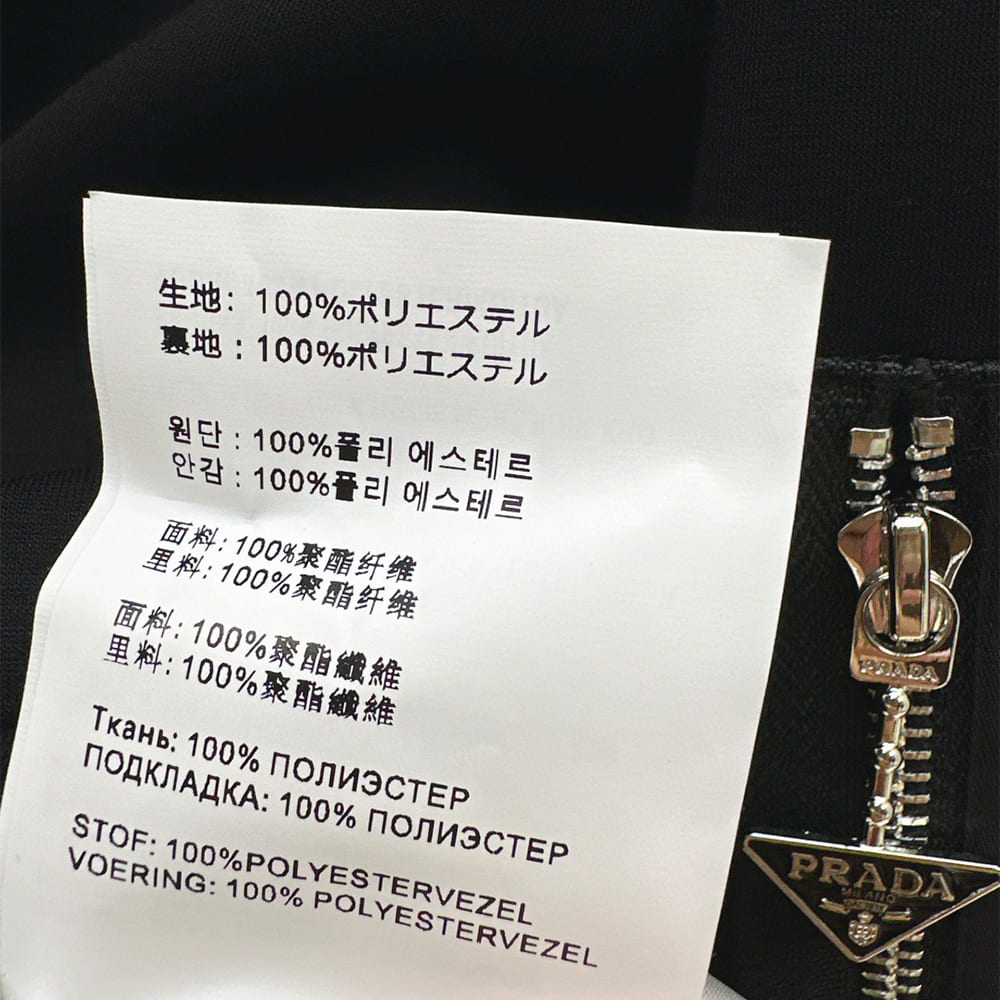 生地: 100%ポリエステル
裏地 : 100%ポリエステル
원단 : 100%폴리 에스테르
안감 : 100%폴리 에스테르
面料: 100%聚酯纤维
里料: 100%聚酯纤维
面料: 100%聚酯纖維
里料: 100%聚酯纖維
Ткань: 100% ПОЛИЭСТЕР
ПОДКЛАДКА: 100% ПОЛИЭСТЕР
STOF: 100%POLYESTERVEZEL
VOERING: 100% POLYESTERVEZEL
PRADA
PRADA
MILANO